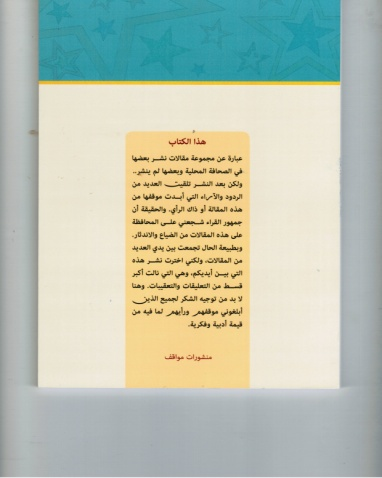 هذا الكتاب
عبارة عن مجموعة مقالات نشر بعضها
في الصحافة المحلية وبعضها لم ينشر..
ولكن بعد النشر تلقيت العديد من
الردود والآراء التي أبدت موقفها من
هذه المقالة أو ذاك الرأي. والحقيقة أن
جمهور القراء شجعني على المحافظة
على هذه المقالات من الضياع والاندثار.
وبطبيعة الحال تجمعت بين يدي العديد
من المقالات، ولكني اخترت نشر هذه
التي بين أيديكم، وهي التي نالت أكبر
قسط من التعليقات والتعقيبات. وهنا
لا بد من توجيه الشكر لجميع الذين
أبلغوني موقفهم ورأيهم لما فيه من
قيمة أدبية وفكرية.
منشورات مواقف